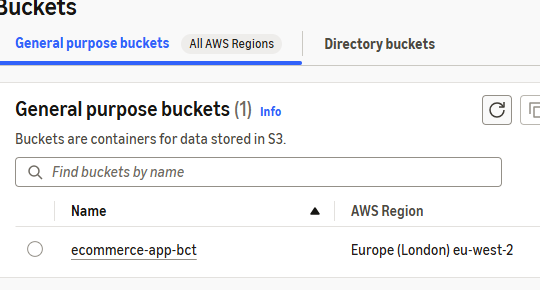 Buckets
General purpose buckets All AWS Regions Directory buckets
General purpose buckets (1) Info
Buckets are containers for data stored in S3.
Find buckets by name
Name AWS Region
ecommerce-app-bct Europe (London) eu-west-2